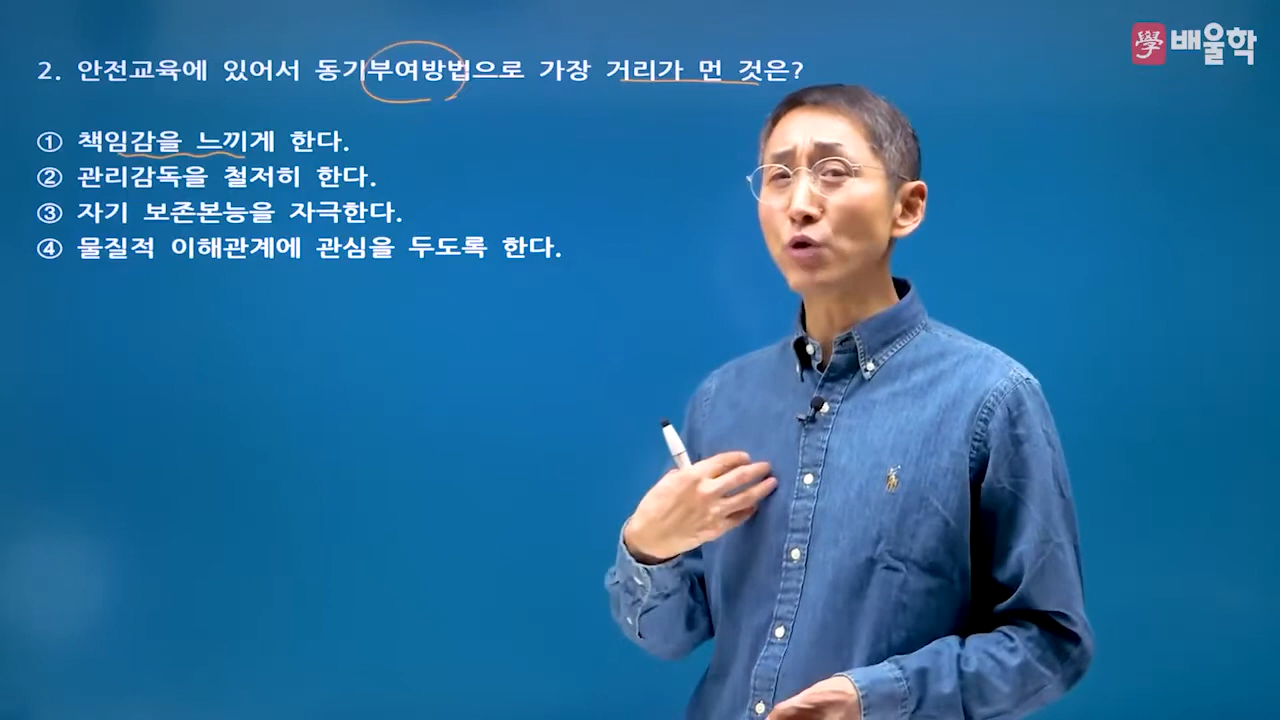 學 배울학
2. 안전교육에 있어서 동기부여방법으로 가장 거리가 먼 것은?
① 책임감을 느끼게 한다.
② 관리감독을 철저히 한다.
③ 자기 보존본능을 자극한다.
④ 물질적 이해관계에 관심을 두도록 한다.